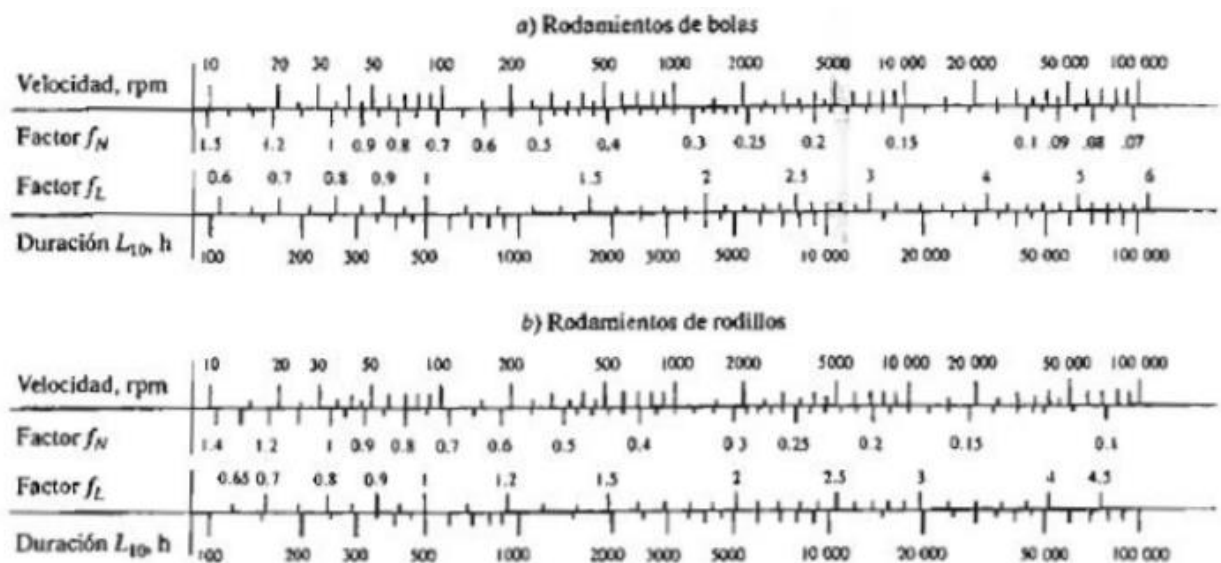 a) Rodamientos de bolas
10 20 30 50 100 200 500 1000 2000 5000 10 000 20 000 50 000 100 000
Velocidad, rpm
Factor fN
1.5 1.2 1 0.9 0.8 0.7 0.6 0.5 0.4 0.3 0.25 0.2 0.15 0.1 .09 .08 .07
0.6 0.7 0.8 0.9 1 1.5 2 2.5 3 4 5 6
Factor fL
Duración L10, h
100 200 300 500 1000 2000 3000 5000 10 000 20 000 50 000 100 000
b) Rodamientos de rodillos
10 20 30 50 100 200 500 1000 2000 5000 10 000 20 000 50 000 100 000
Velocidad, rpm
Factor fN
1.4 1.2 1 0.9 0.8 0.7 0.6 0.5 0.4 0.3 0.25 0.2 0.15 0.1
0.65 0.7 0.8 0.9 1 1.2 1.5 2 2.5 3 4 4.5
Factor fL
Duración L10, h
100 200 300 500 1000 2000 3000 5000 10 000 20 000 50 000 100 000